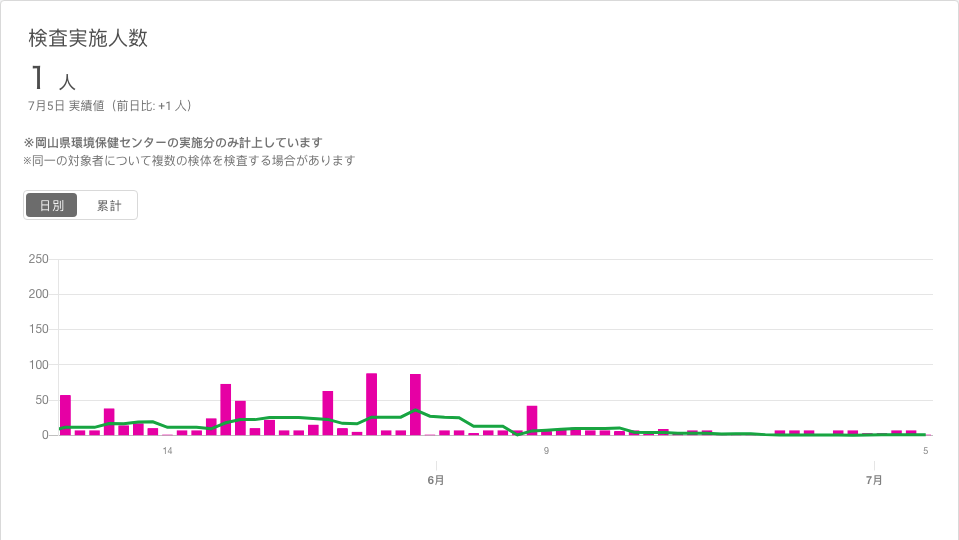 検査実施人数
1 人
7月5日 実績値（前日比: +1 人）
※岡山県環境保健センターの実施分のみ計上しています
※同一の対象者について複数の検体を検査する場合があります
日別 累計
250
200
150
100
50
0
14 9 5
6月 7月